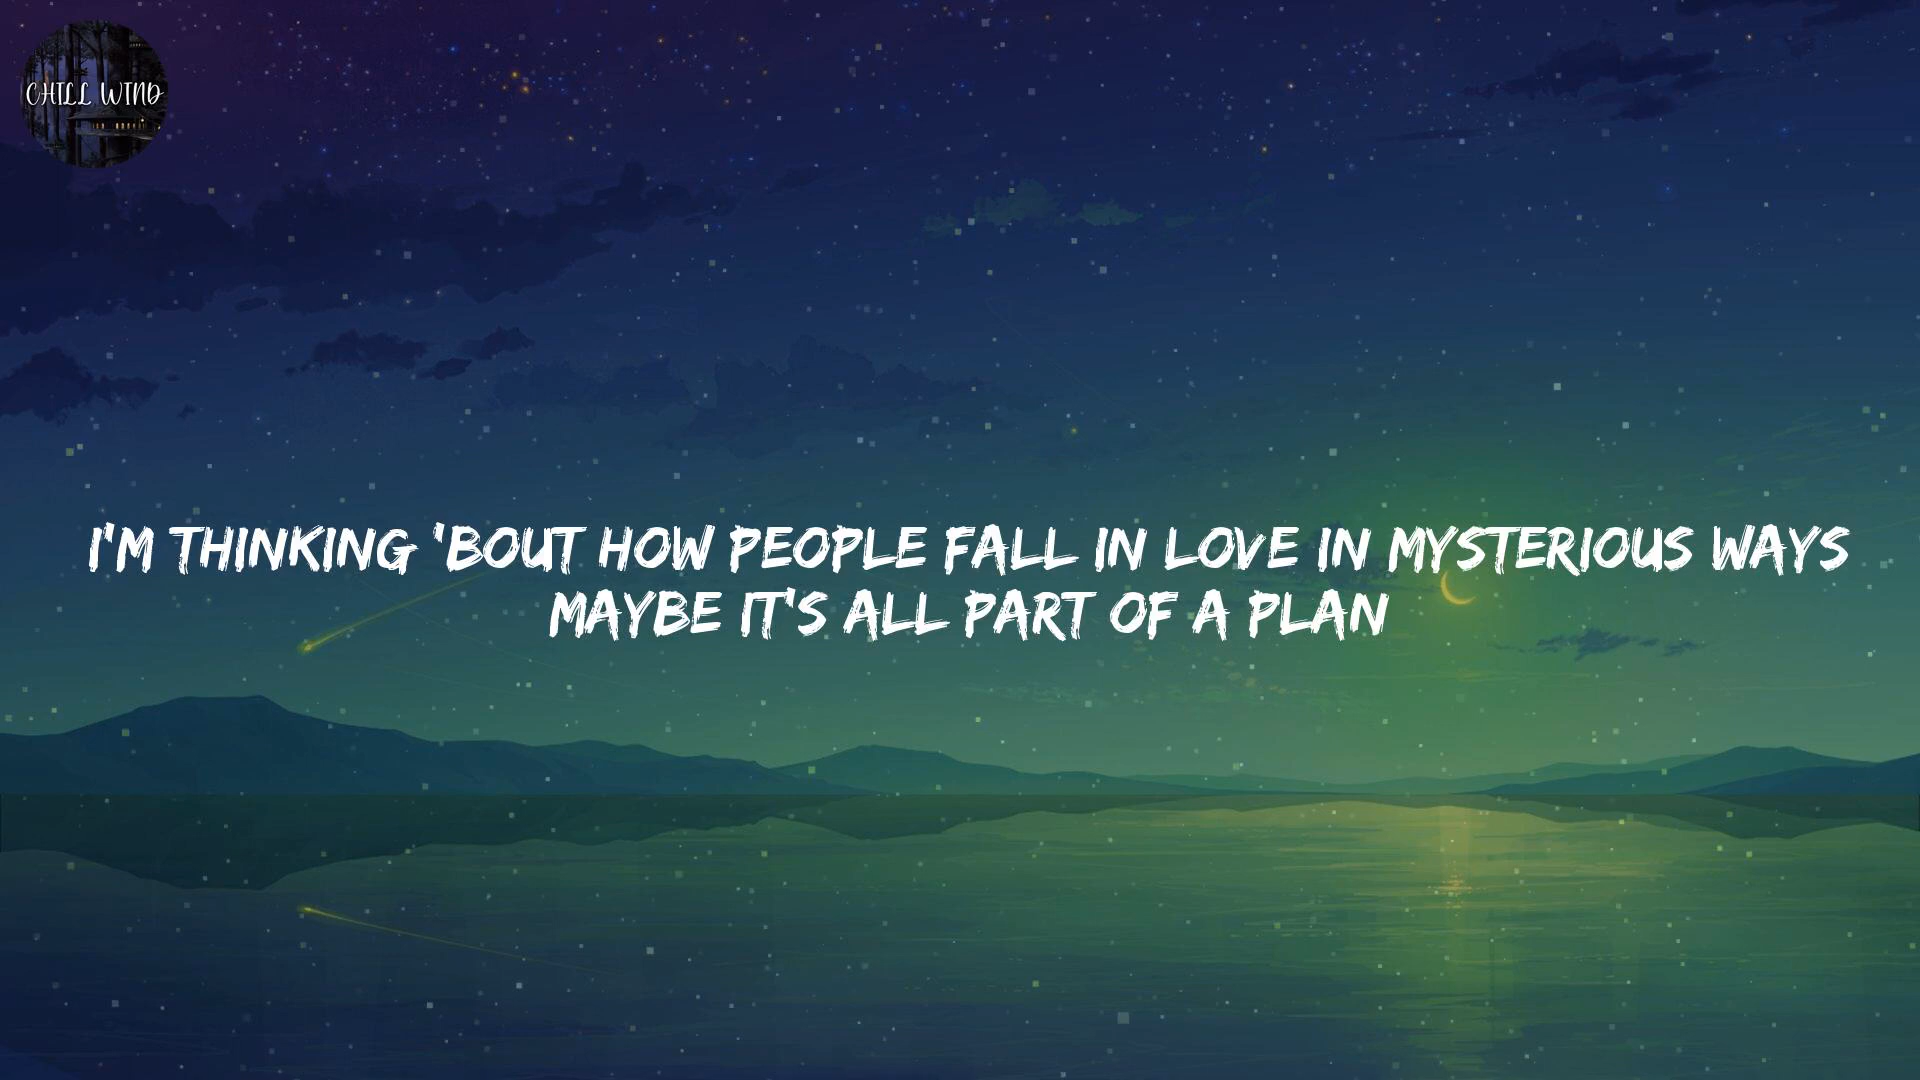 CHILL WIND
I'M THINKING 'BOUT HOW PEOPLE FALL IN LOVE IN MYSTERIOUS WAYS
MAYBE IT'S ALL PART OF A PLAN